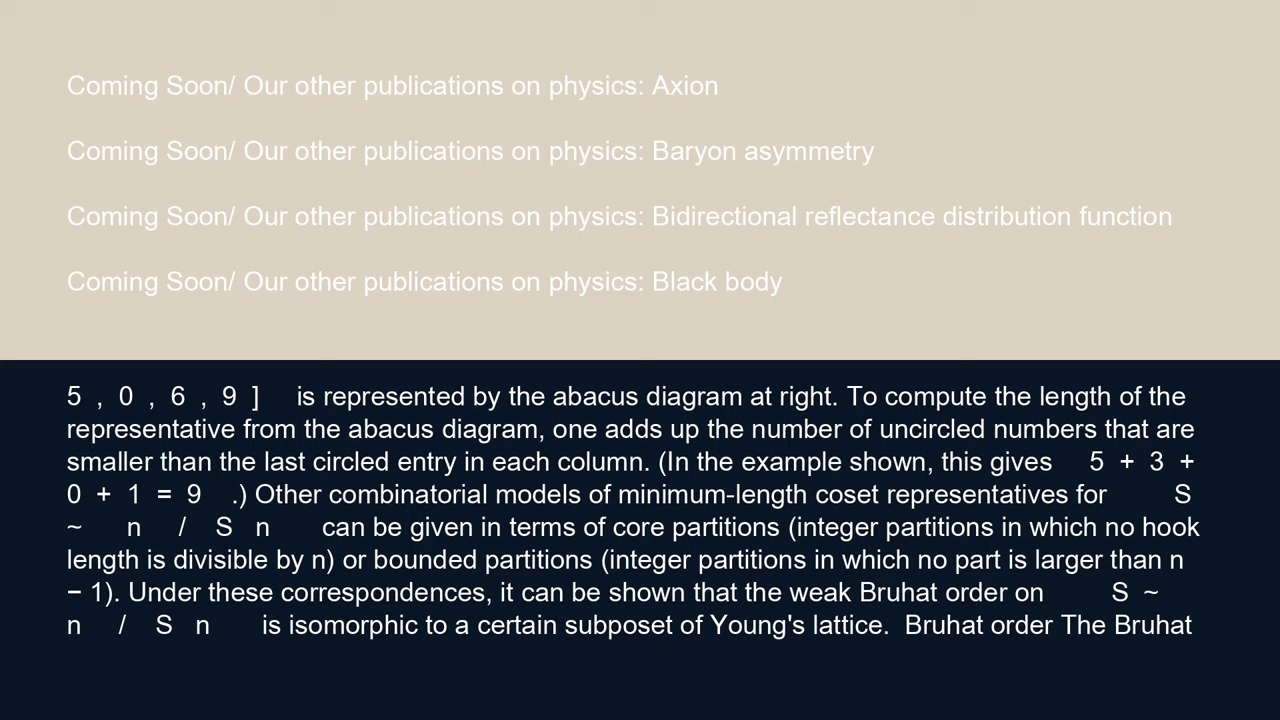 Coming Soon/ Our other publications on physics: Axion
Coming Soon/ Our other publications on physics: Baryon asymmetry
Coming Soon/ Our other publications on physics: Bidirectional reflectance distribution function
Coming Soon/ Our other publications on physics: Black body
5 , 0 , 6 , 9 ] is represented by the abacus diagram at right. To compute the length of the
representative from the abacus diagram, one adds up the number of uncircled numbers that are
smaller than the last circled entry in each column. (In the example shown, this gives 5 + 3 +
0 + 1 = 9 .) Other combinatorial models of minimum-length coset representatives for S
~ n / S n can be given in terms of core partitions (integer partitions in which no hook
length is divisible by n) or bounded partitions (integer partitions in which no part is larger than n
− 1). Under these correspondences, it can be shown that the weak Bruhat order on S ~
n / S n is isomorphic to a certain subposet of Young's lattice. Bruhat order The Bruhat